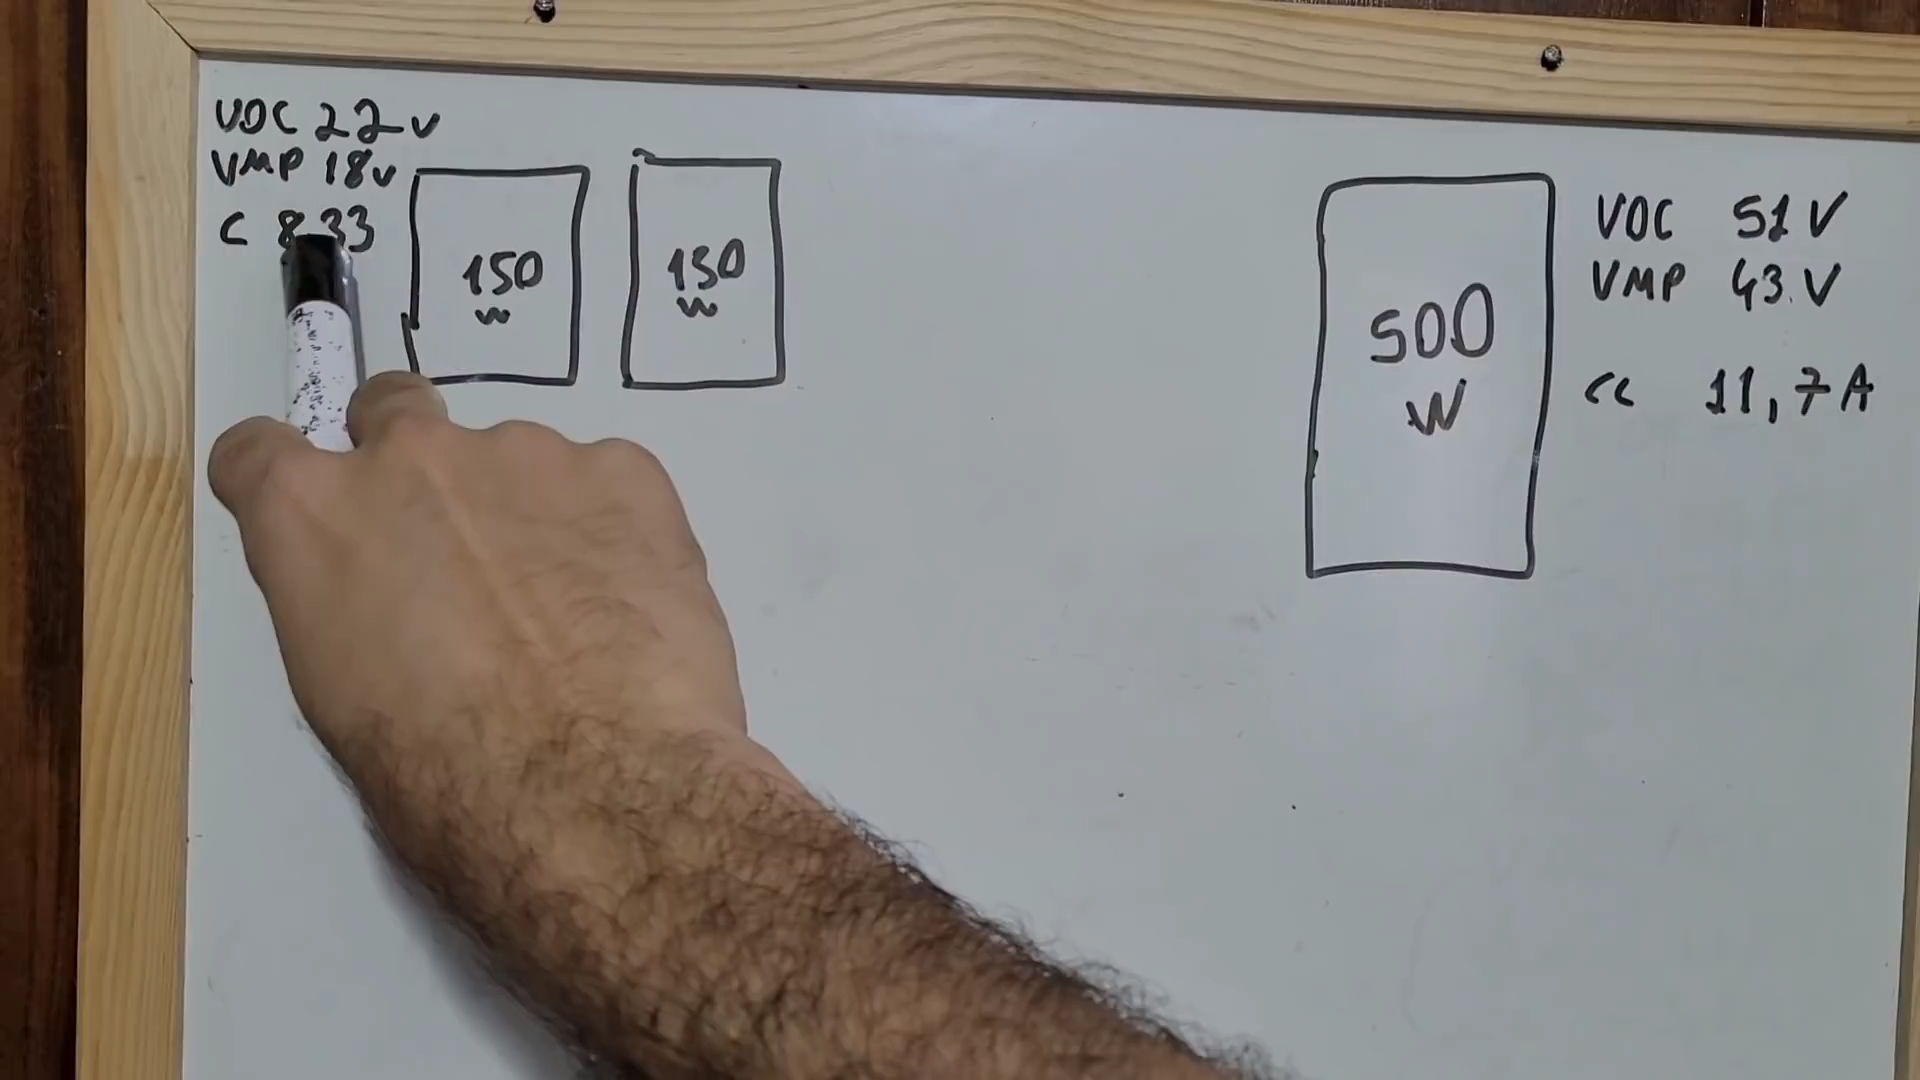 VOC 22v
VMP 18v
C 8.33
150
w
150
w
500
W
VOC 51 V
VMP 43.V
CC 11,7A